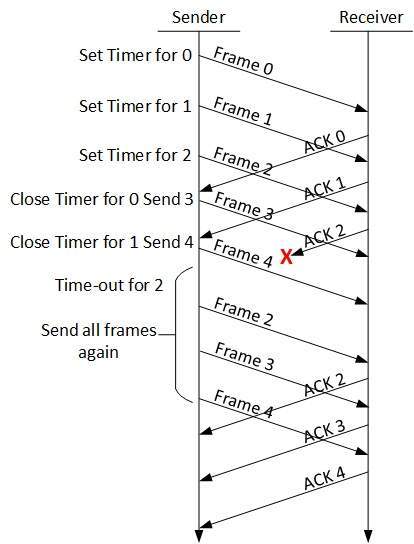 Sender
Receiver
Set Timer for 0
Frame 0
Set Timer for 1
Frame 1
ACK 0
Set Timer for 2
Frame 2
ACK 1
Close Timer for 0 Send 3
Frame 3
ACK 2
Close Timer for 1 Send 4
Frame 4
X
Time-out for 2
Frame 2
Send all frames
again
Frame 3
ACK 2
Frame 4
ACK 3
ACK 4